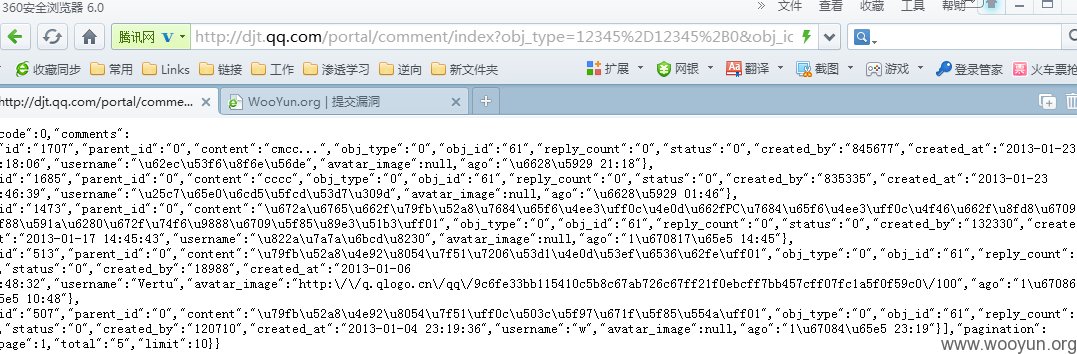 360安全浏览器 6.0
» 文件 查看 收藏 工具 帮助
腾讯网 V http://djt.qq.com/portal/comment/index?obj_type=12345%2D12345%2B0&obj_ic
收藏同步 常用 Links 链接 工作 渗透学习 逆向 新文件夹 扩展 网银 翻译 截图 游戏 登录管家 火车票抢
http://djt.qq.com/portal/comme... × WooYun.org | 提交漏洞 × +
code":0,"comments":
"id":"1707","parent_id":"0","content":"cmcc...","obj_type":"0","obj_id":"61","reply_count":"0","status":"0","created_by":"845677","created_at":"2013-01-23
:18:06","username":"\u62ec\u53f6\u8f6e\u56de","avatar_image":null,"ago":"\u6628\u5929 21:18"},
id":"1685","parent_id":"0","content":"cccc","obj_type":"0","obj_id":"61","reply_count":"0","status":"0","created_by":"835335","created_at":"2013-01-23
:46:39","username":"\u25c7\u65e0\u6cd5\u5fcd\u53d7\u309d","avatar_image":null,"ago":"\u6628\u5929 01:46"},
id":"1473","parent_id":"0","content":"\u672a\u6765\u662f\u79fb\u52a8\u7684\u65f6\u4ee3\uff0c\u4e0d\u662fPC\u7684\u65f6\u4ee3\uff0c\u4f46\u662f\u8fd8\u6709
f88\u591a\u6280\u672f\u74f6\u9888\u6709\u5f85\u89e3\u51b3\uff01","obj_type":"0","obj_id":"61","reply_count":"0","status":"0","created_by":"132330","create
t":"2013-01-17 14:45:43","username":"\u822a\u7a7a\u6bcd\u8230","avatar_image":null,"ago":"1\u670817\u65e5 14:45"},
id":"513","parent_id":"0","content":"\u79fb\u52a8\u4e92\u8054\u7f51\u7206\u53d1\u4e0d\u53ef\u6536\u62fe\uff01","obj_type":"0","obj_id":"61","reply_count":
,"status":"0","created_by":"18988","created_at":"2013-01-06
:48:32","username":"Vertu","avatar_image":"http:\/\/q.qlogo.cn\/qq\/9c6fe33bb115410c5b8c67ab726c67ff21f0ebcff7bb457cff07fc1a5f0f59c0\/100","ago":"1\u67086
5e5 10:48"},
id":"507","parent_id":"0","content":"\u79fb\u52a8\u4e92\u8054\u7f51\uff0c\u503c\u5f97\u671f\u5f85\u554a\uff01","obj_type":"0","obj_id":"61","reply_count":
,"status":"0","created_by":"120710","created_at":"2013-01-04 23:19:36","username":"w","avatar_image":null,"ago":"1\u67084\u65e5 23:19"}],"pagination
page":1,"total":"5","limit":10}}
www.wooyun.org